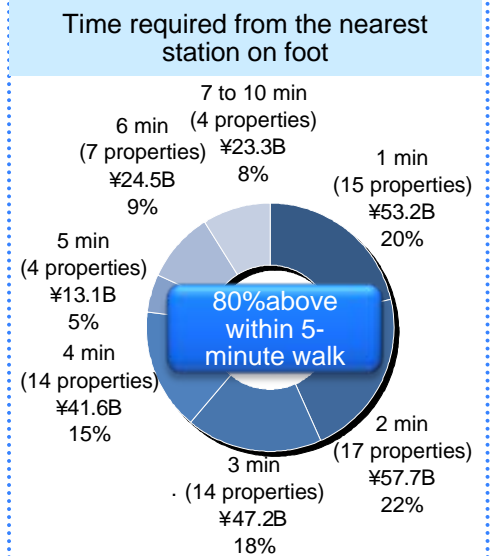 Time required from the nearest
station on foot
7 to 10 min
(4 properties)
¥23.3B
8%
6 min
(7 properties)
¥24.5B
9%
1 min
(15 properties)
¥53.2B
20%
5 min
(4 properties)
¥13.1B
5%
80%above
within 5-
minute walk
4 min
(14 properties)
¥41.6B
15%
2 min
(17 properties)
¥57.7B
22%
3 min
. (14 properties)
¥47.2B
18%